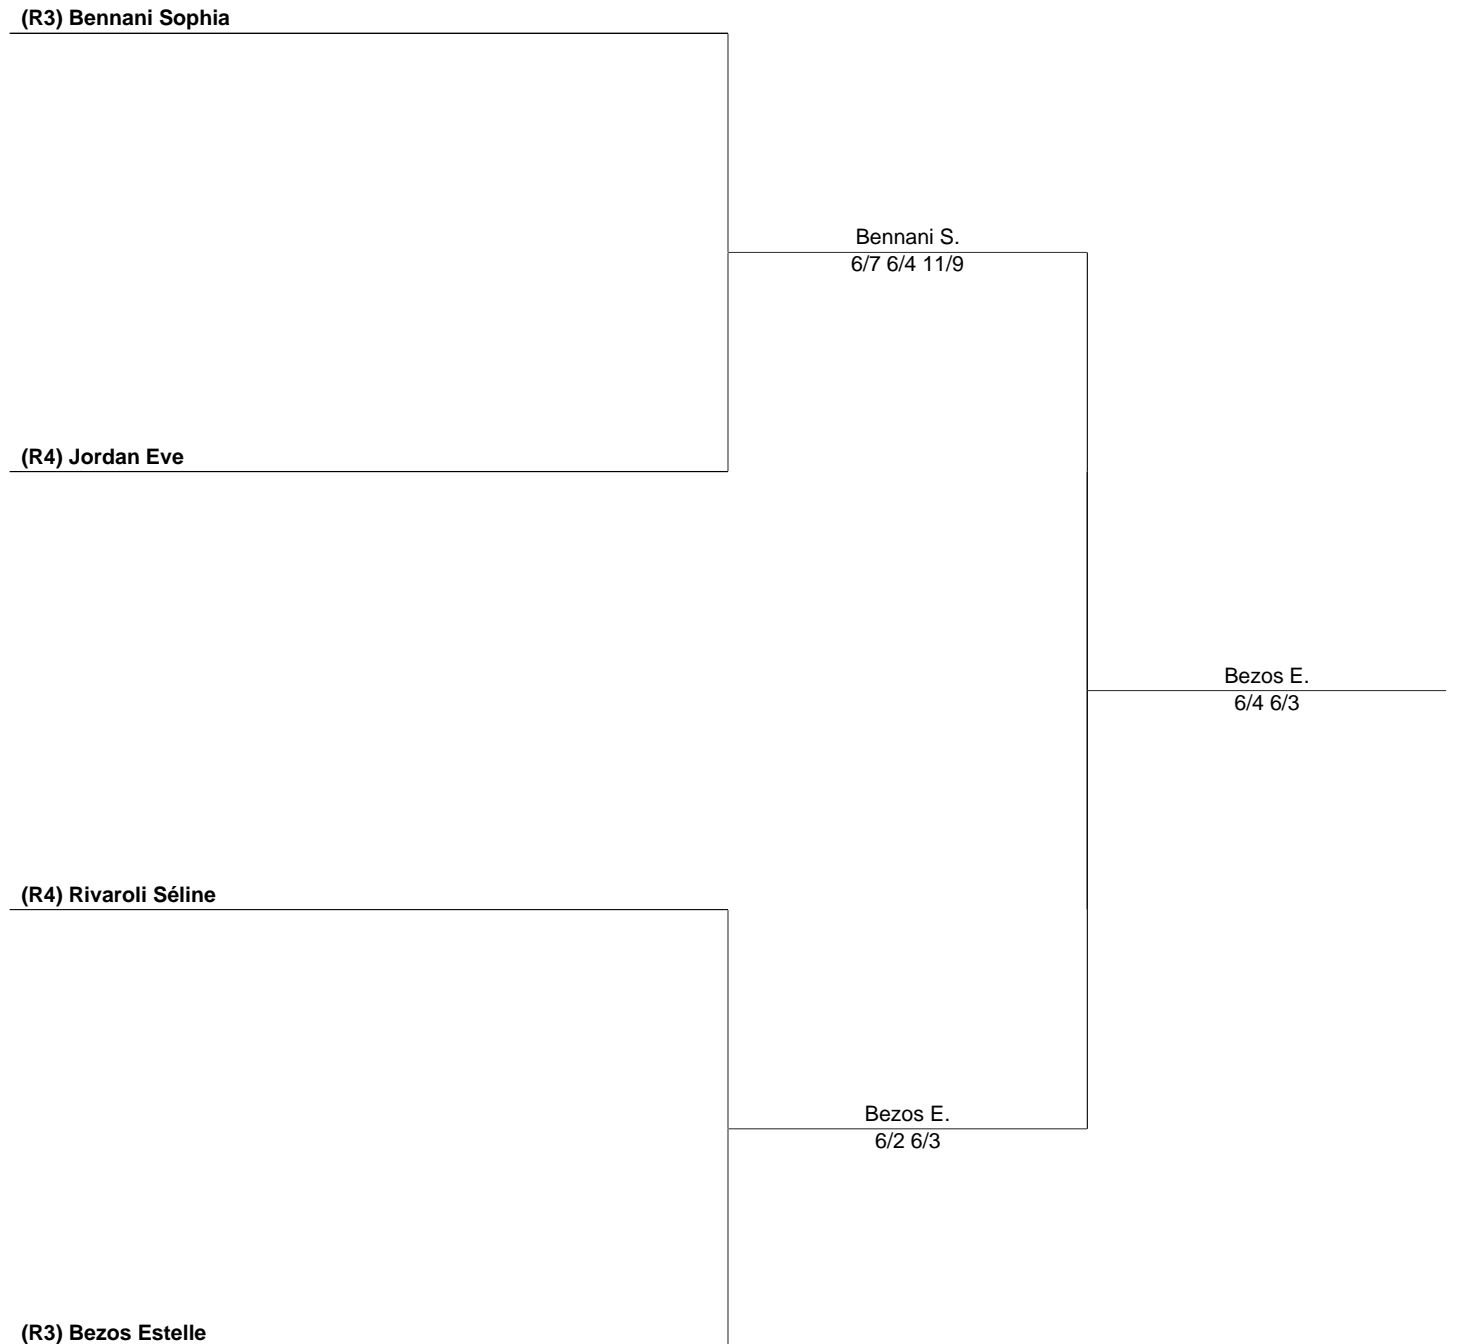 (R3) Bennani Sophia
Bennani S.
6/7 6/4 11/9
(R4) Jordan Eve
Bezos E.
6/4 6/3
(R4) Rivaroli Séline
Bezos E.
6/2 6/3
(R3) Bezos Estelle